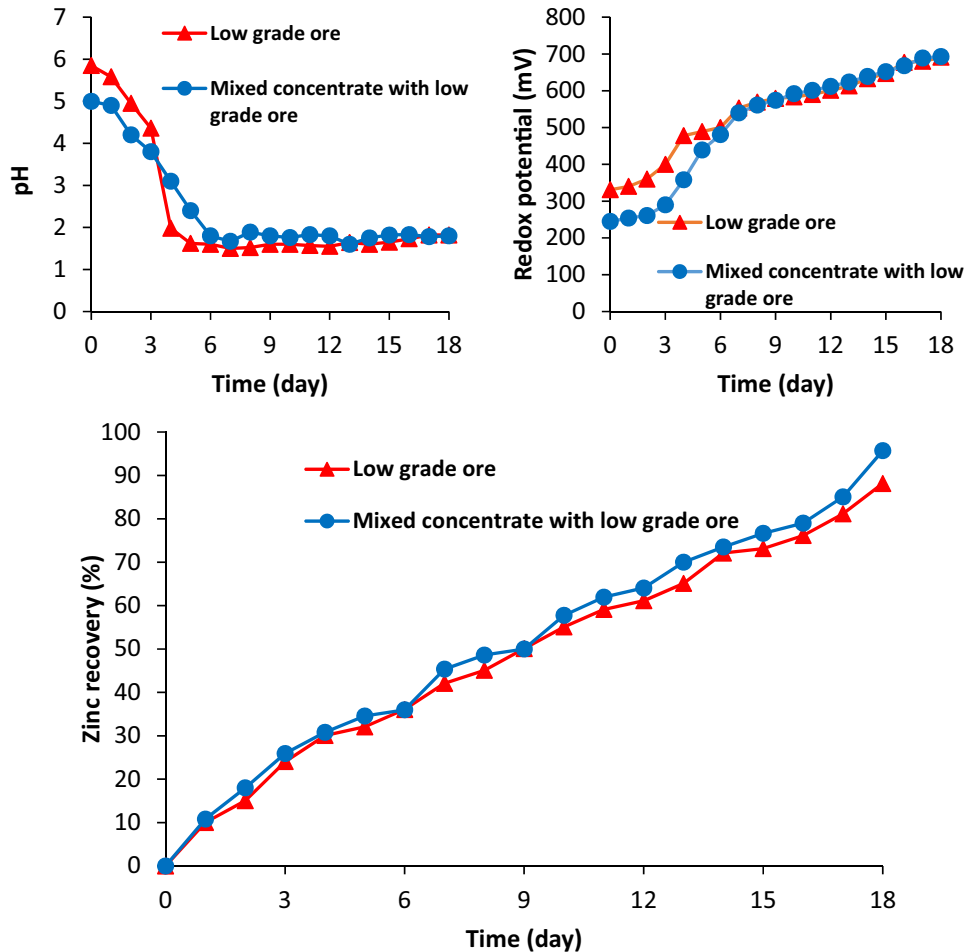 7
6
5
4
3
2
1
0
pH
Low grade ore
Mixed concentrate with low
grade ore
0 3 6 9 12 15 18
Time (day)
800
700
600
500
400
300
200
100
0
Redox potential (mV)
Low grade ore
Mixed concentrate with low
grade ore
0 3 6 9 12 15 18
Time (day)
100
90
80
70
60
50
40
30
20
10
0
Zinc recovery (%)
Low grade ore
Mixed concentrate with low grade ore
0 3 6 9 12 15 18
Time (day)